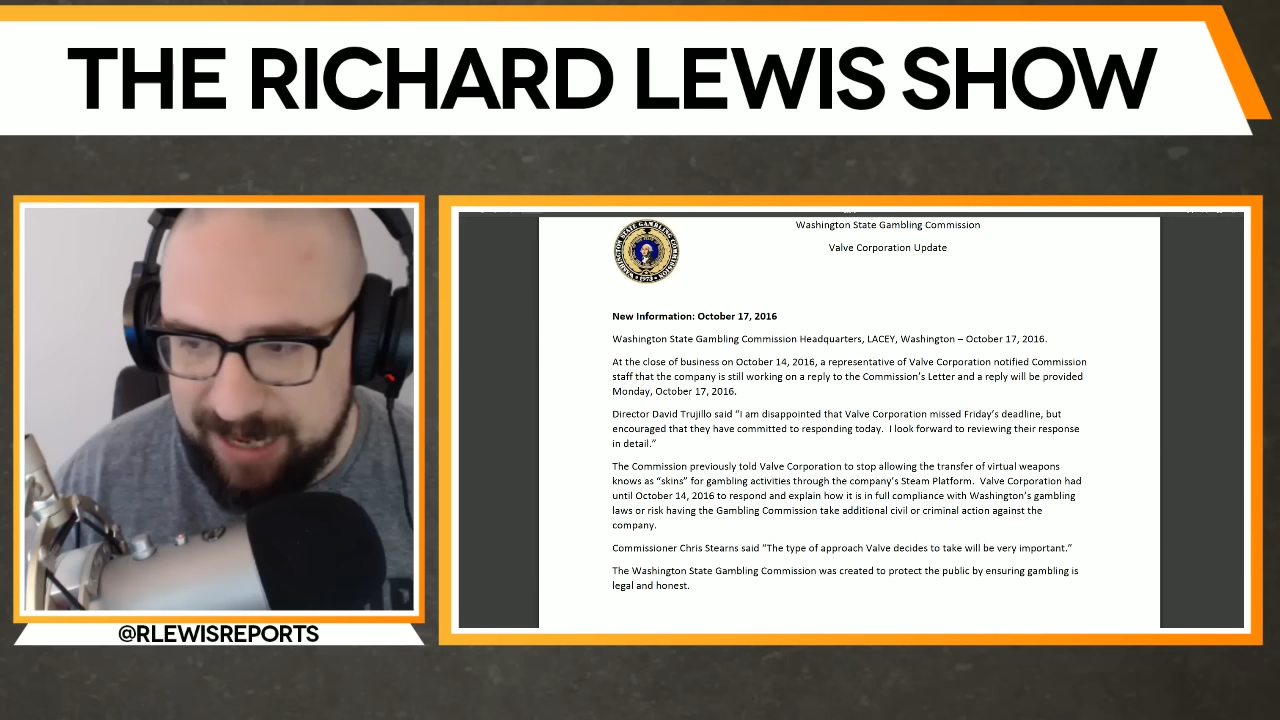 THE RICHARD LEWIS SHOW
@RLEWISREPORTS
WASHINGTON STATE GAMBLING COMMISSION
1973
Washington State Gambling Commission
Valve Corporation Update
New Information: October 17, 2016
Washington State Gambling Commission Headquarters, LACEY, Washington – October 17, 2016.
At the close of business on October 14, 2016, a representative of Valve Corporation notified Commission
staff that the company is still working on a reply to the Commission's Letter and a reply will be provided
Monday, October 17, 2016.
Director David Trujillo said "I am disappointed that Valve Corporation missed Friday's deadline, but
encouraged that they have committed to responding today.  I look forward to reviewing their response
in detail."
The Commission previously told Valve Corporation to stop allowing the transfer of virtual weapons
knows as "skins" for gambling activities through the company's Steam Platform.  Valve Corporation had
until October 14, 2016 to respond and explain how it is in full compliance with Washington's gambling
laws or risk having the Gambling Commission take additional civil or criminal action against the
company.
Commissioner Chris Stearns said "The type of approach Valve decides to take will be very important."
The Washington State Gambling Commission was created to protect the public by ensuring gambling is
legal and honest.